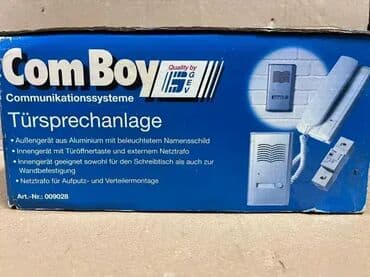 Com Boy
Quality by
GEV
Communikationssysteme
Türsprechanlage
• Außengerät aus Aluminium mit beleuchtetem Namensschild
• Innengerät mit Türöffnertaste und externem Netztrafo
• Innengerät geeignet sowohl für den Schreibtisch als auch zur
Wandbefestigung
• Netztrafo für Aufputz- und Verteilermontage
Art.-Nr.: 009028